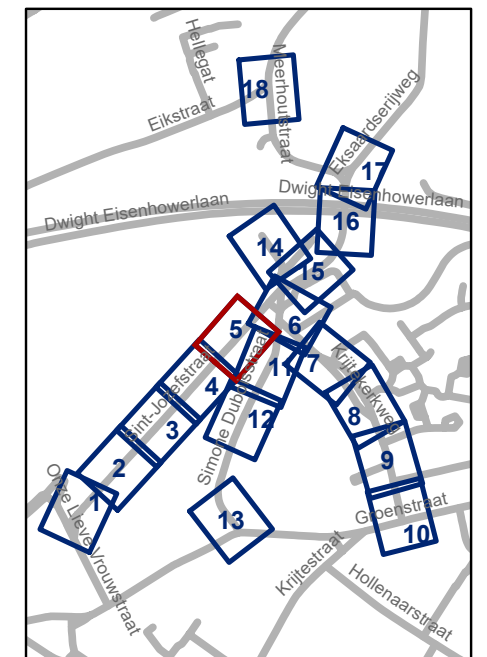 Hellegat
Meerhoutstraat
18
Eikstraat
Eksaardserijweg
17
Dwight Eisenhowerlaan
Dwight Eisenhowerlaan
16
14
15
5
6
Sint-Jozefstraat
11
7
Krijtekerkweg
4
Simone Dubois­straat
8
12
3
2
9
Onze Lieve Vrouwstraat
1
13
Groenstraat
10
Krijtestraat
Hollenaarstraat